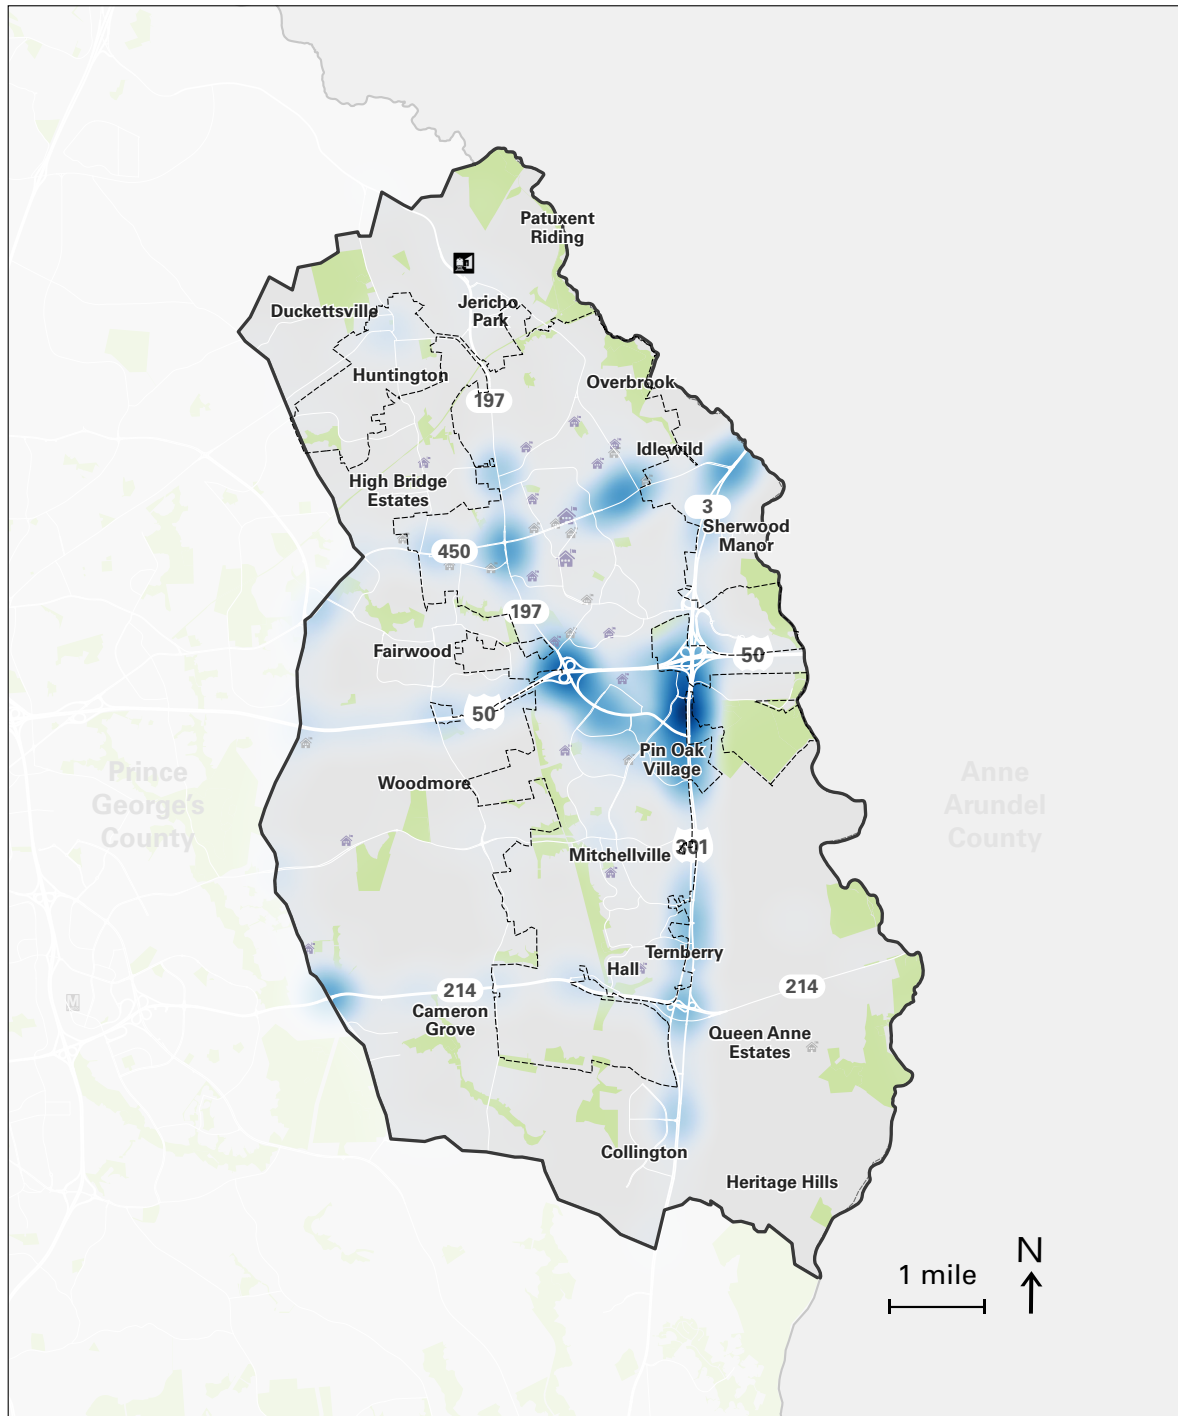 Patuxent
Riding
Duckettsville
Jericho
Park
Huntington
Overbrook
197
Idlewild
High Bridge
Estates
3
Sherwood
Manor
450
197
Fairwood
50
50
Pin Oak
Village
Prince
George's
County
Woodmore
Anne
Arundel
County
Mitchellville
301
Ternberry
Hall
214
214
Cameron
Grove
Queen Anne
Estates
Collington
Heritage Hills
N
1 mile
M